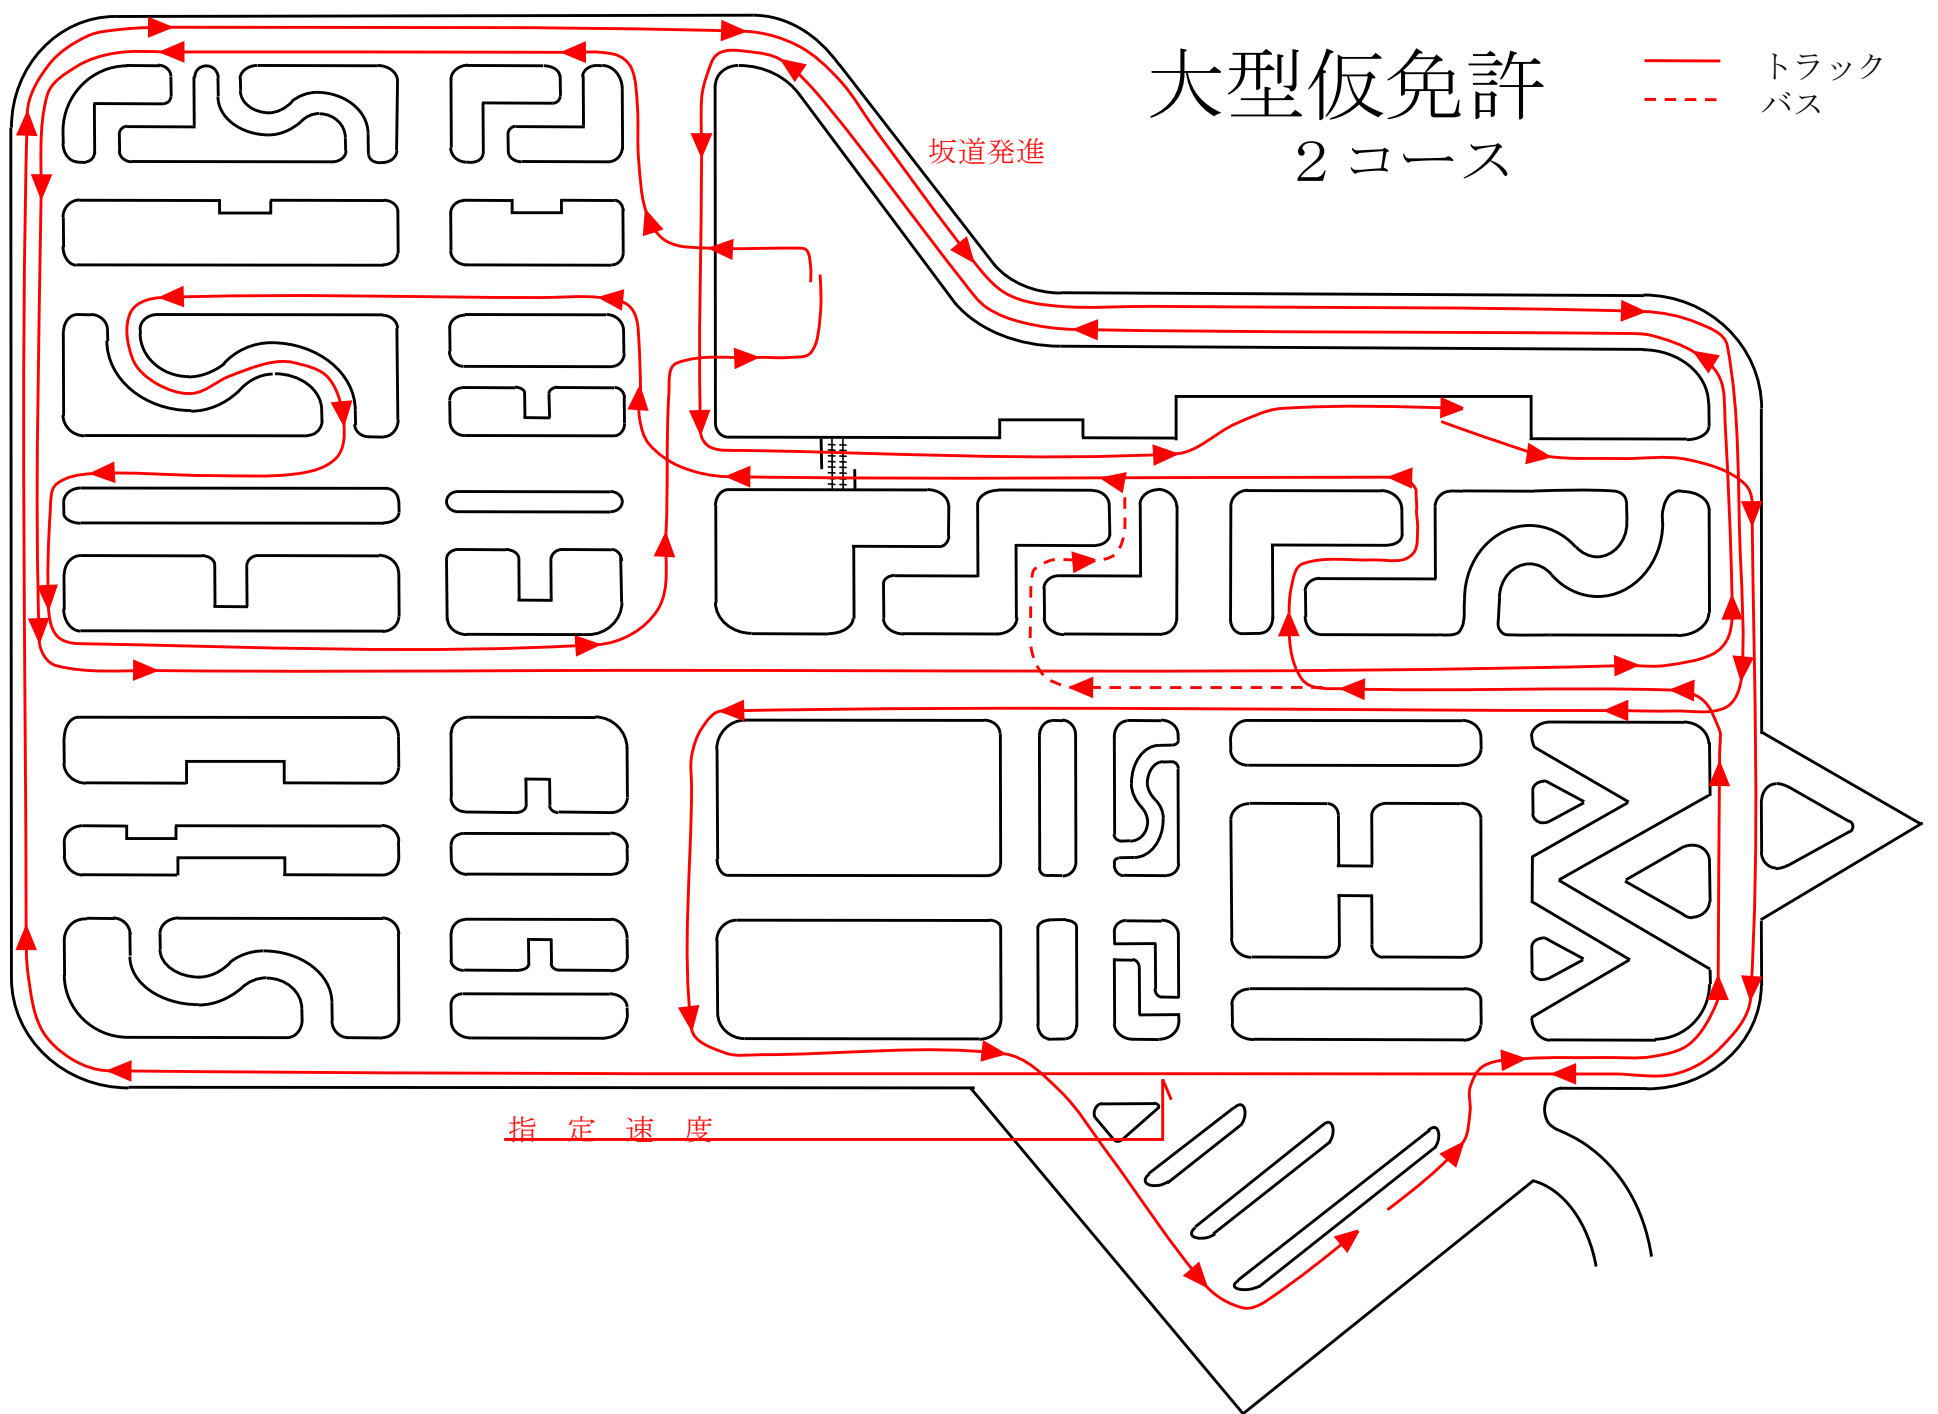 大型仮免許
２コース
トラック
バス
坂道発進
指　定　速　度